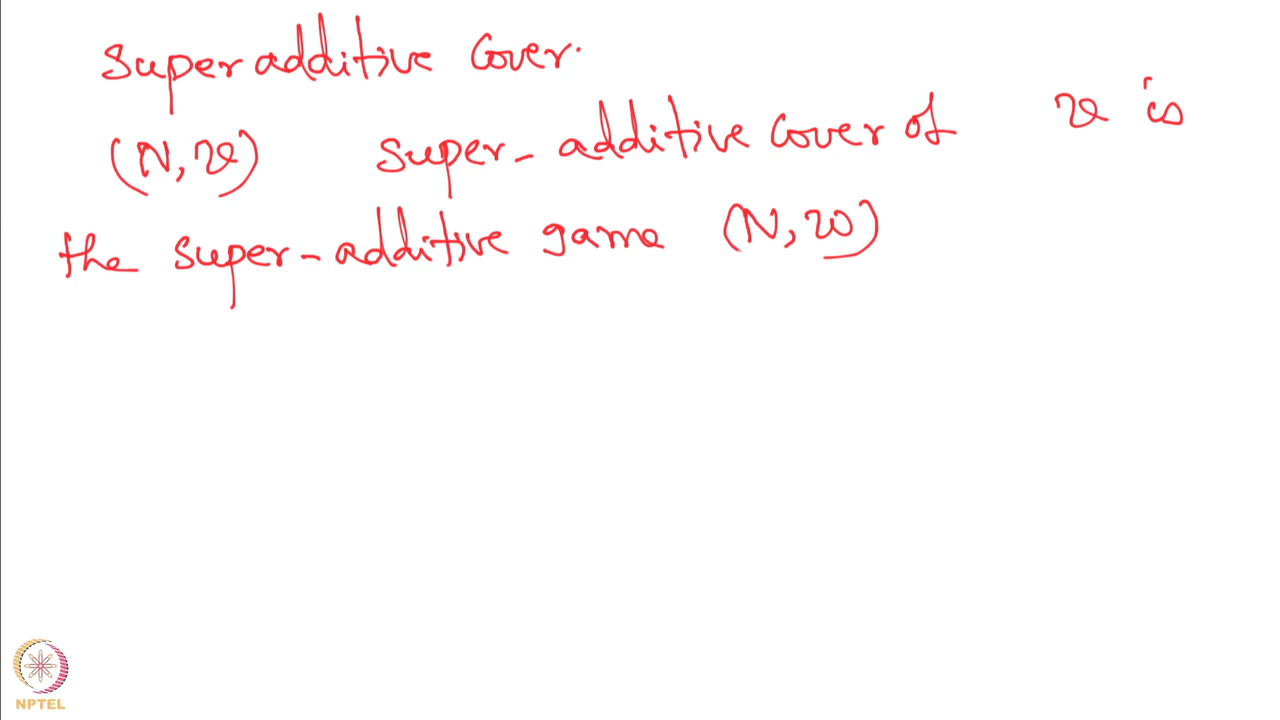 Superadditive Cover.
(N, v) Super-additive Cover of v is
the super-additive game (N, w)
NPTEL